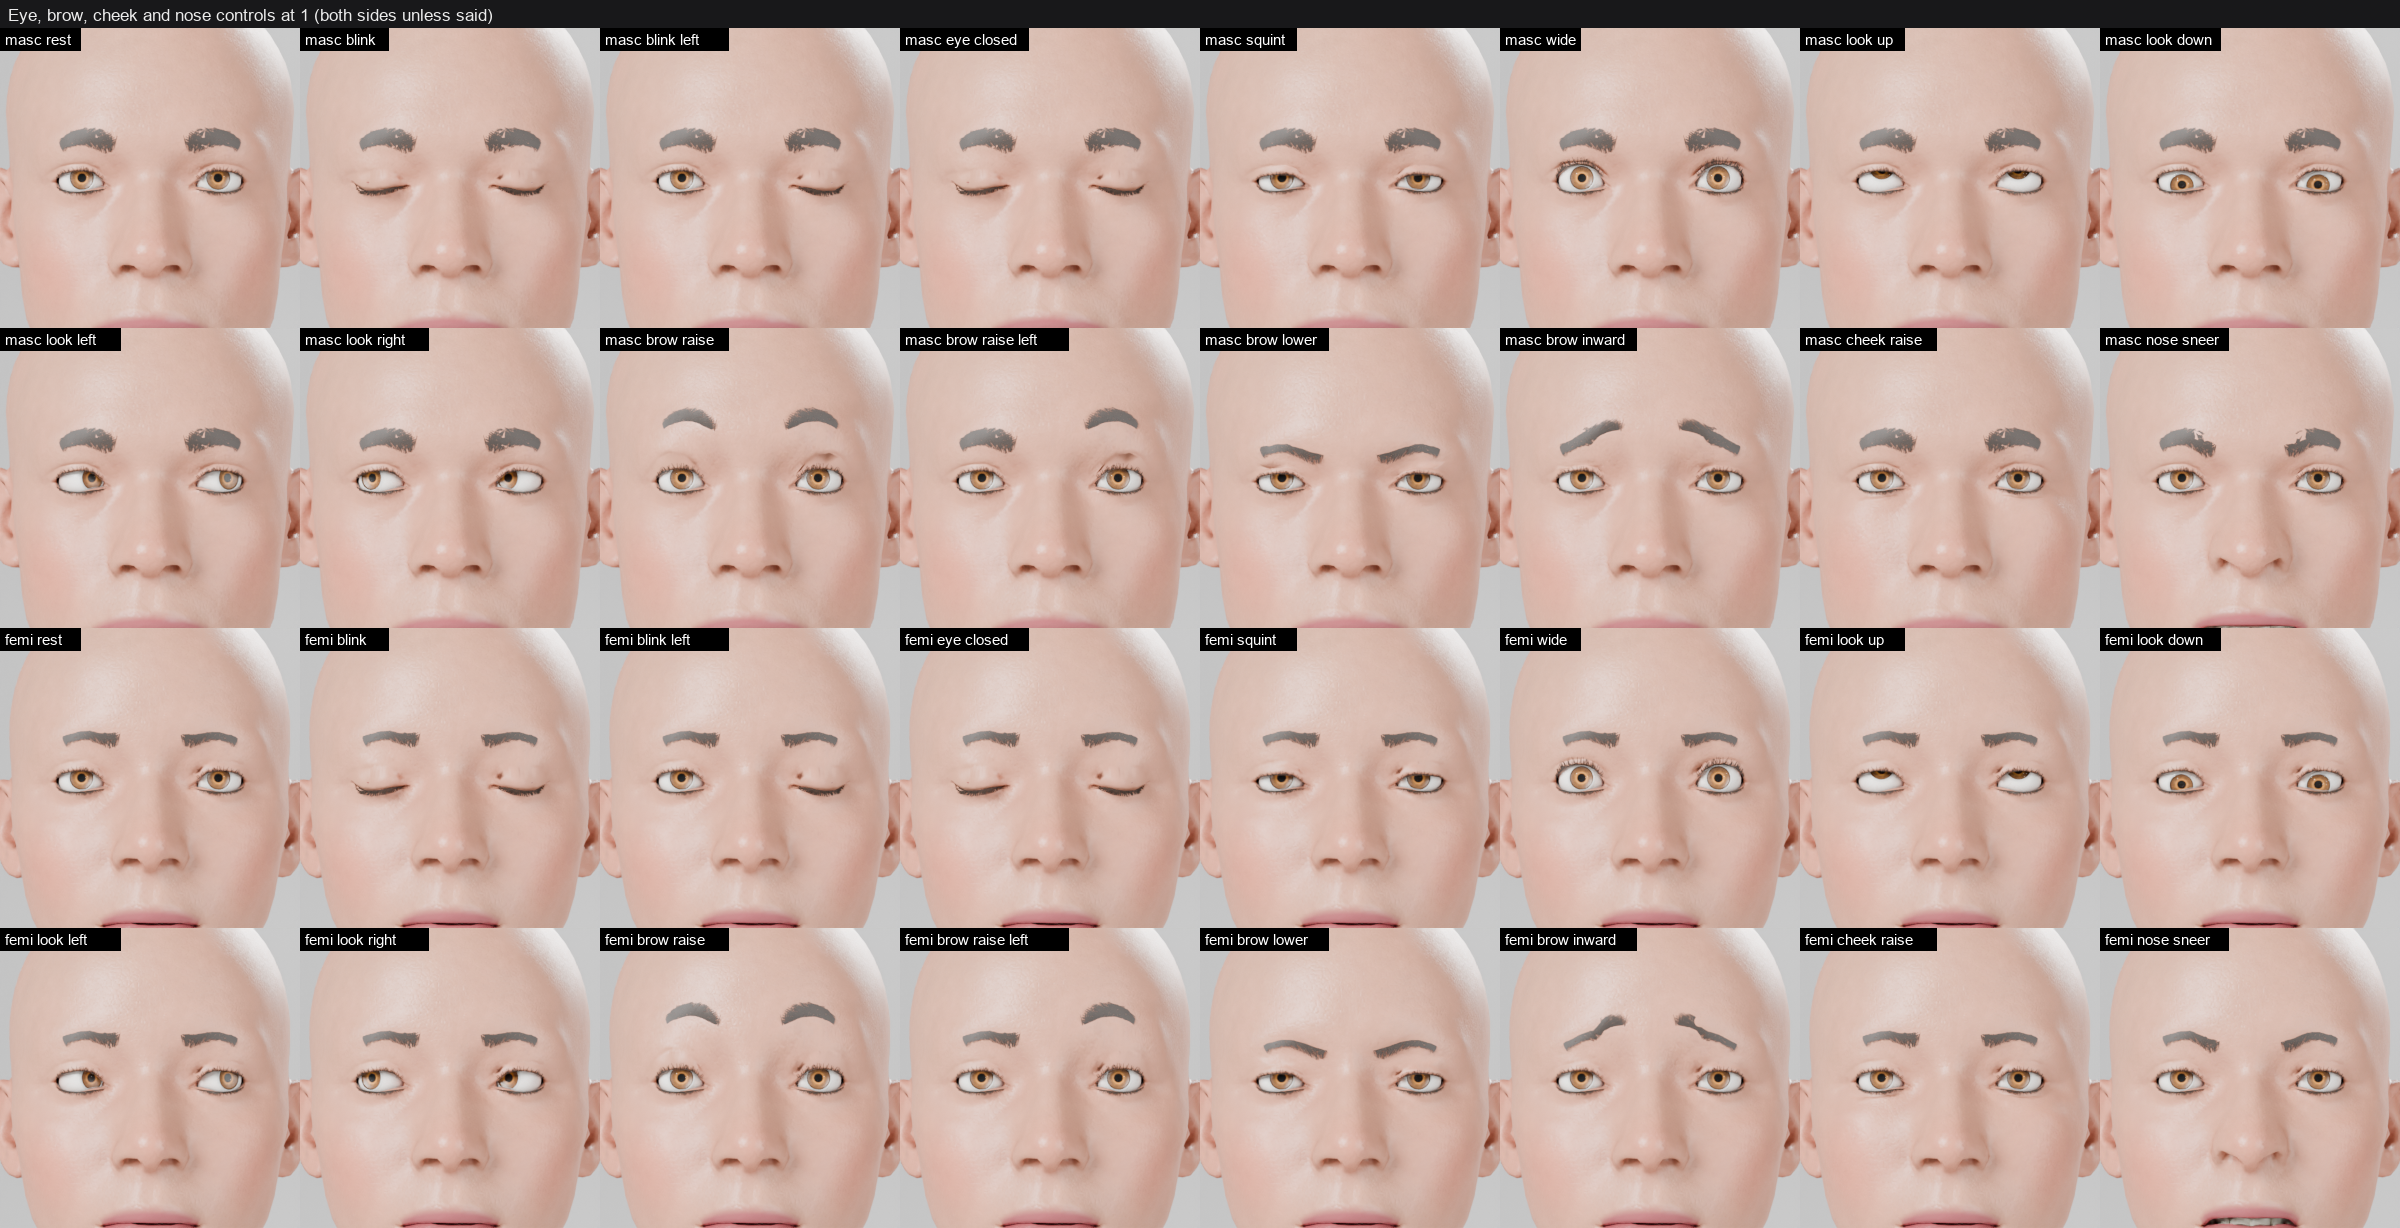 Eye, brow, cheek and nose controls at 1 (both sides unless said)
masc rest
masc blink
masc blink left
masc eye closed
masc squint
masc wide
masc look up
masc look down
masc look left
masc look right
masc brow raise
masc brow raise left
masc brow lower
masc brow inward
masc cheek raise
masc nose sneer
femi rest
femi blink
femi blink left
femi eye closed
femi squint
femi wide
femi look up
femi look down
femi look left
femi look right
femi brow raise
femi brow raise left
femi brow lower
femi brow inward
femi cheek raise
femi nose sneer